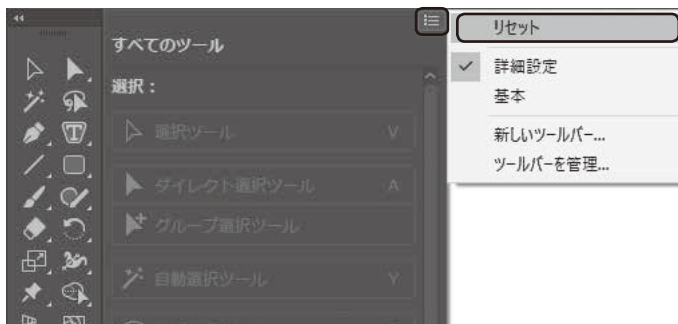 すべてのツール
選択：
選択ツール V
ダイレクト選択ツール A
グループ選択ツール
自動選択ツール Y
リセット
詳細設定
基本
新しいツールバー...
ツールバーを管理...